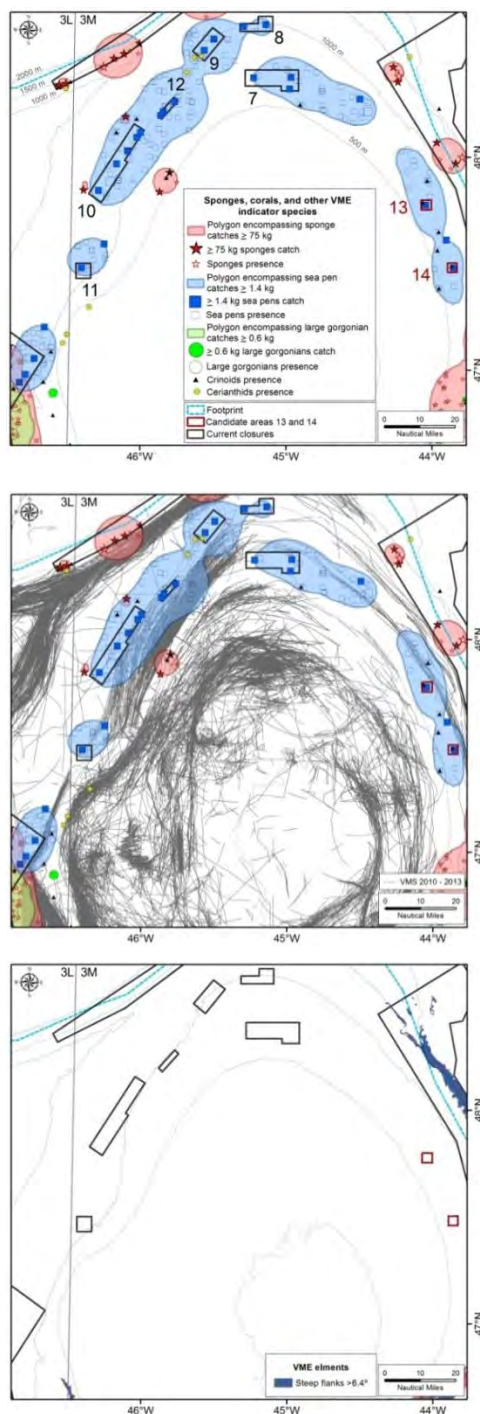 3L 3M
2000 m
1500 m
1000 m
1000 m
500 m
8
9
12
7
10
11
13
14
48°N
47°N
Sponges, corals, and other VME
indicator species
Polygon encompassing sponge
catches ≥ 75 kg
≥ 75 kg sponges catch
Sponges presence
Polygon encompassing sea pen
catches ≥ 1.4 kg
≥ 1.4 kg sea pens catch
Sea pens presence
Polygon encompassing large gorgonian
catches ≥ 0.6 kg
≥ 0.6 kg large gorgonians catch
Large gorgonians presence
Crinoids presence
Cerianthids presence
Footprint
Candidate areas 13 and 14
Current closures
0 10 20
Nautical Miles
46°W 45°W 44°W
3L 3M
48°N
47°N
VMS 2010 - 2013
0 10 20
Nautical Miles
46°W 45°W 44°W
3L 3M
48°N
47°N
VME elments
Steep flanks >6.4°
0 10 20
Nautical Miles
46°W 45°W 44°W